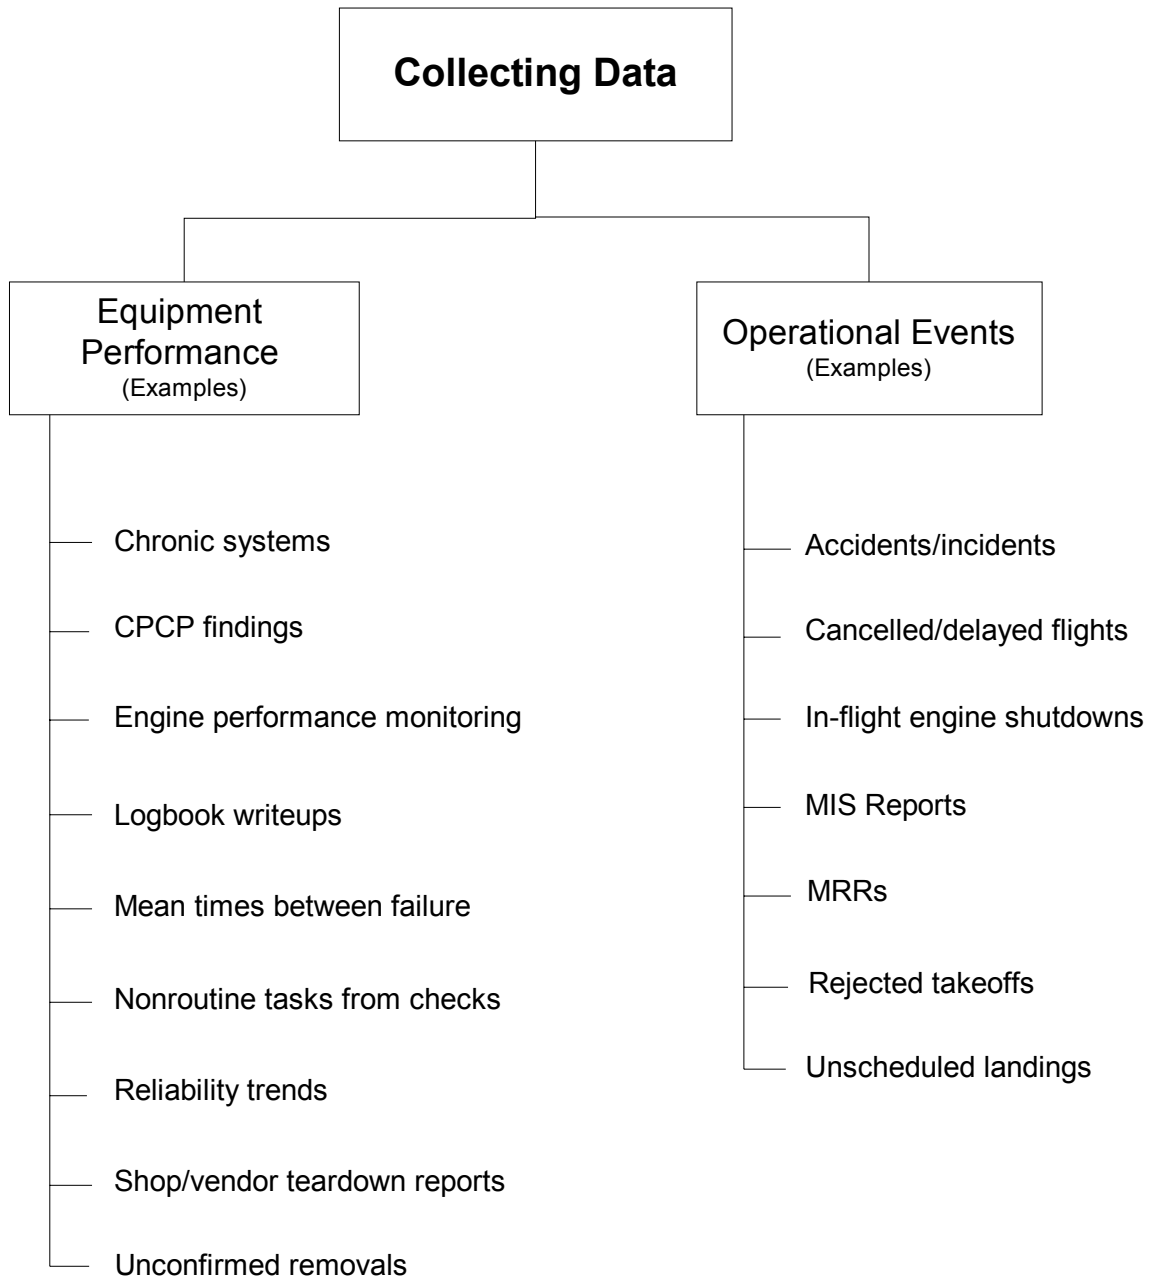 Collecting Data
Equipment
Performance
(Examples)
Chronic systems
CPCP findings
Engine performance monitoring
Logbook writeups
Mean times between failure
Nonroutine tasks from checks
Reliability trends
Shop/vendor teardown reports
Unconfirmed removals
Operational Events
(Examples)
Accidents/incidents
Cancelled/delayed flights
In-flight engine shutdowns
MIS Reports
MRRs
Rejected takeoffs
Unscheduled landings